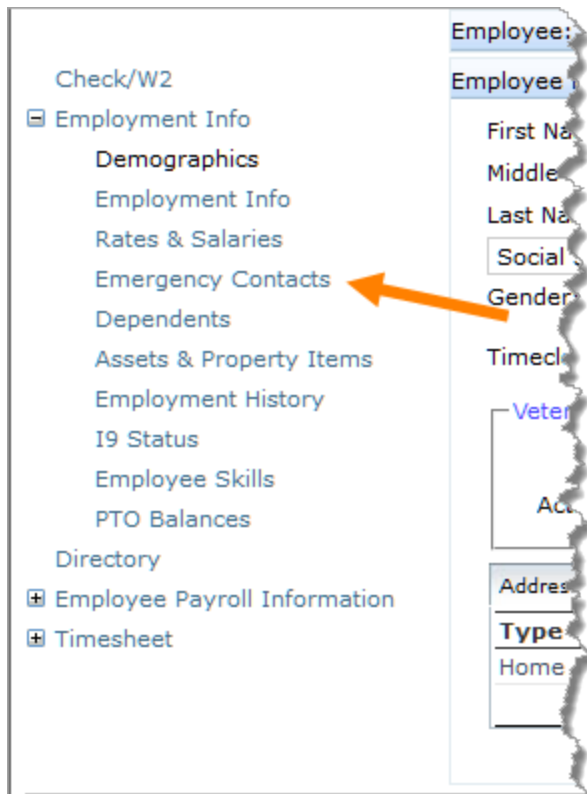 Check/W2
Employment Info
Demographics
Employment Info
Rates & Salaries
Emergency Contacts
Dependents
Assets & Property Items
Employment History
I9 Status
Employee Skills
PTO Balances
Directory
Employee Payroll Information
Timesheet
Employee:
Employee
First Na
Middle
Last Na
Social
Gender
Timecl
Veter
Act
Addres
Type
Home